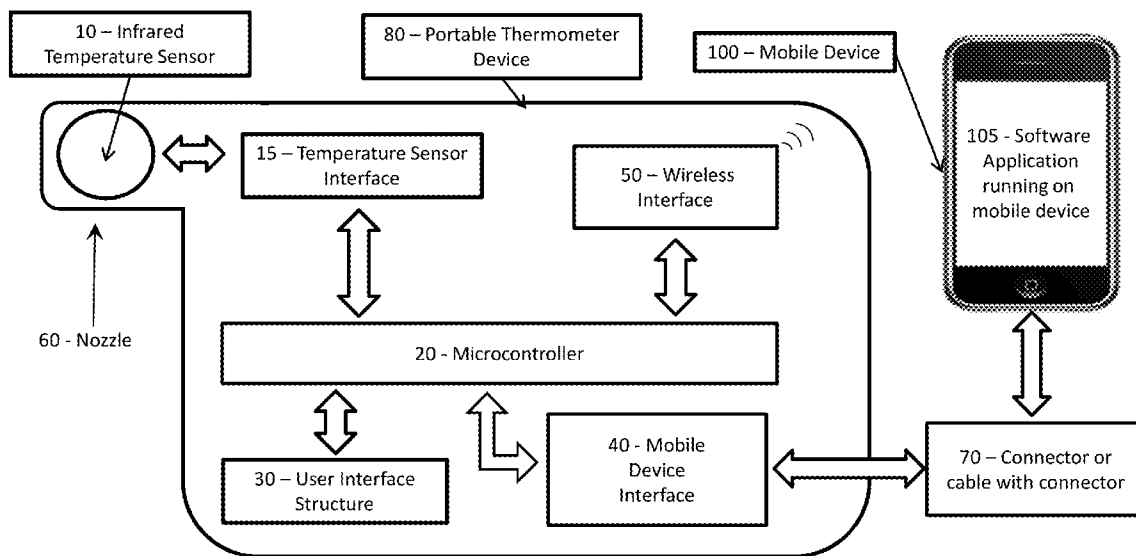 10 – Infrared
Temperature Sensor
80 – Portable Thermometer
Device
100 – Mobile Device
15 – Temperature Sensor
Interface
50 – Wireless
Interface
105 - Software
Application
running on
mobile device
60 - Nozzle
20 - Microcontroller
30 – User Interface
Structure
40 - Mobile
Device
Interface
70 – Connector or
cable with connector